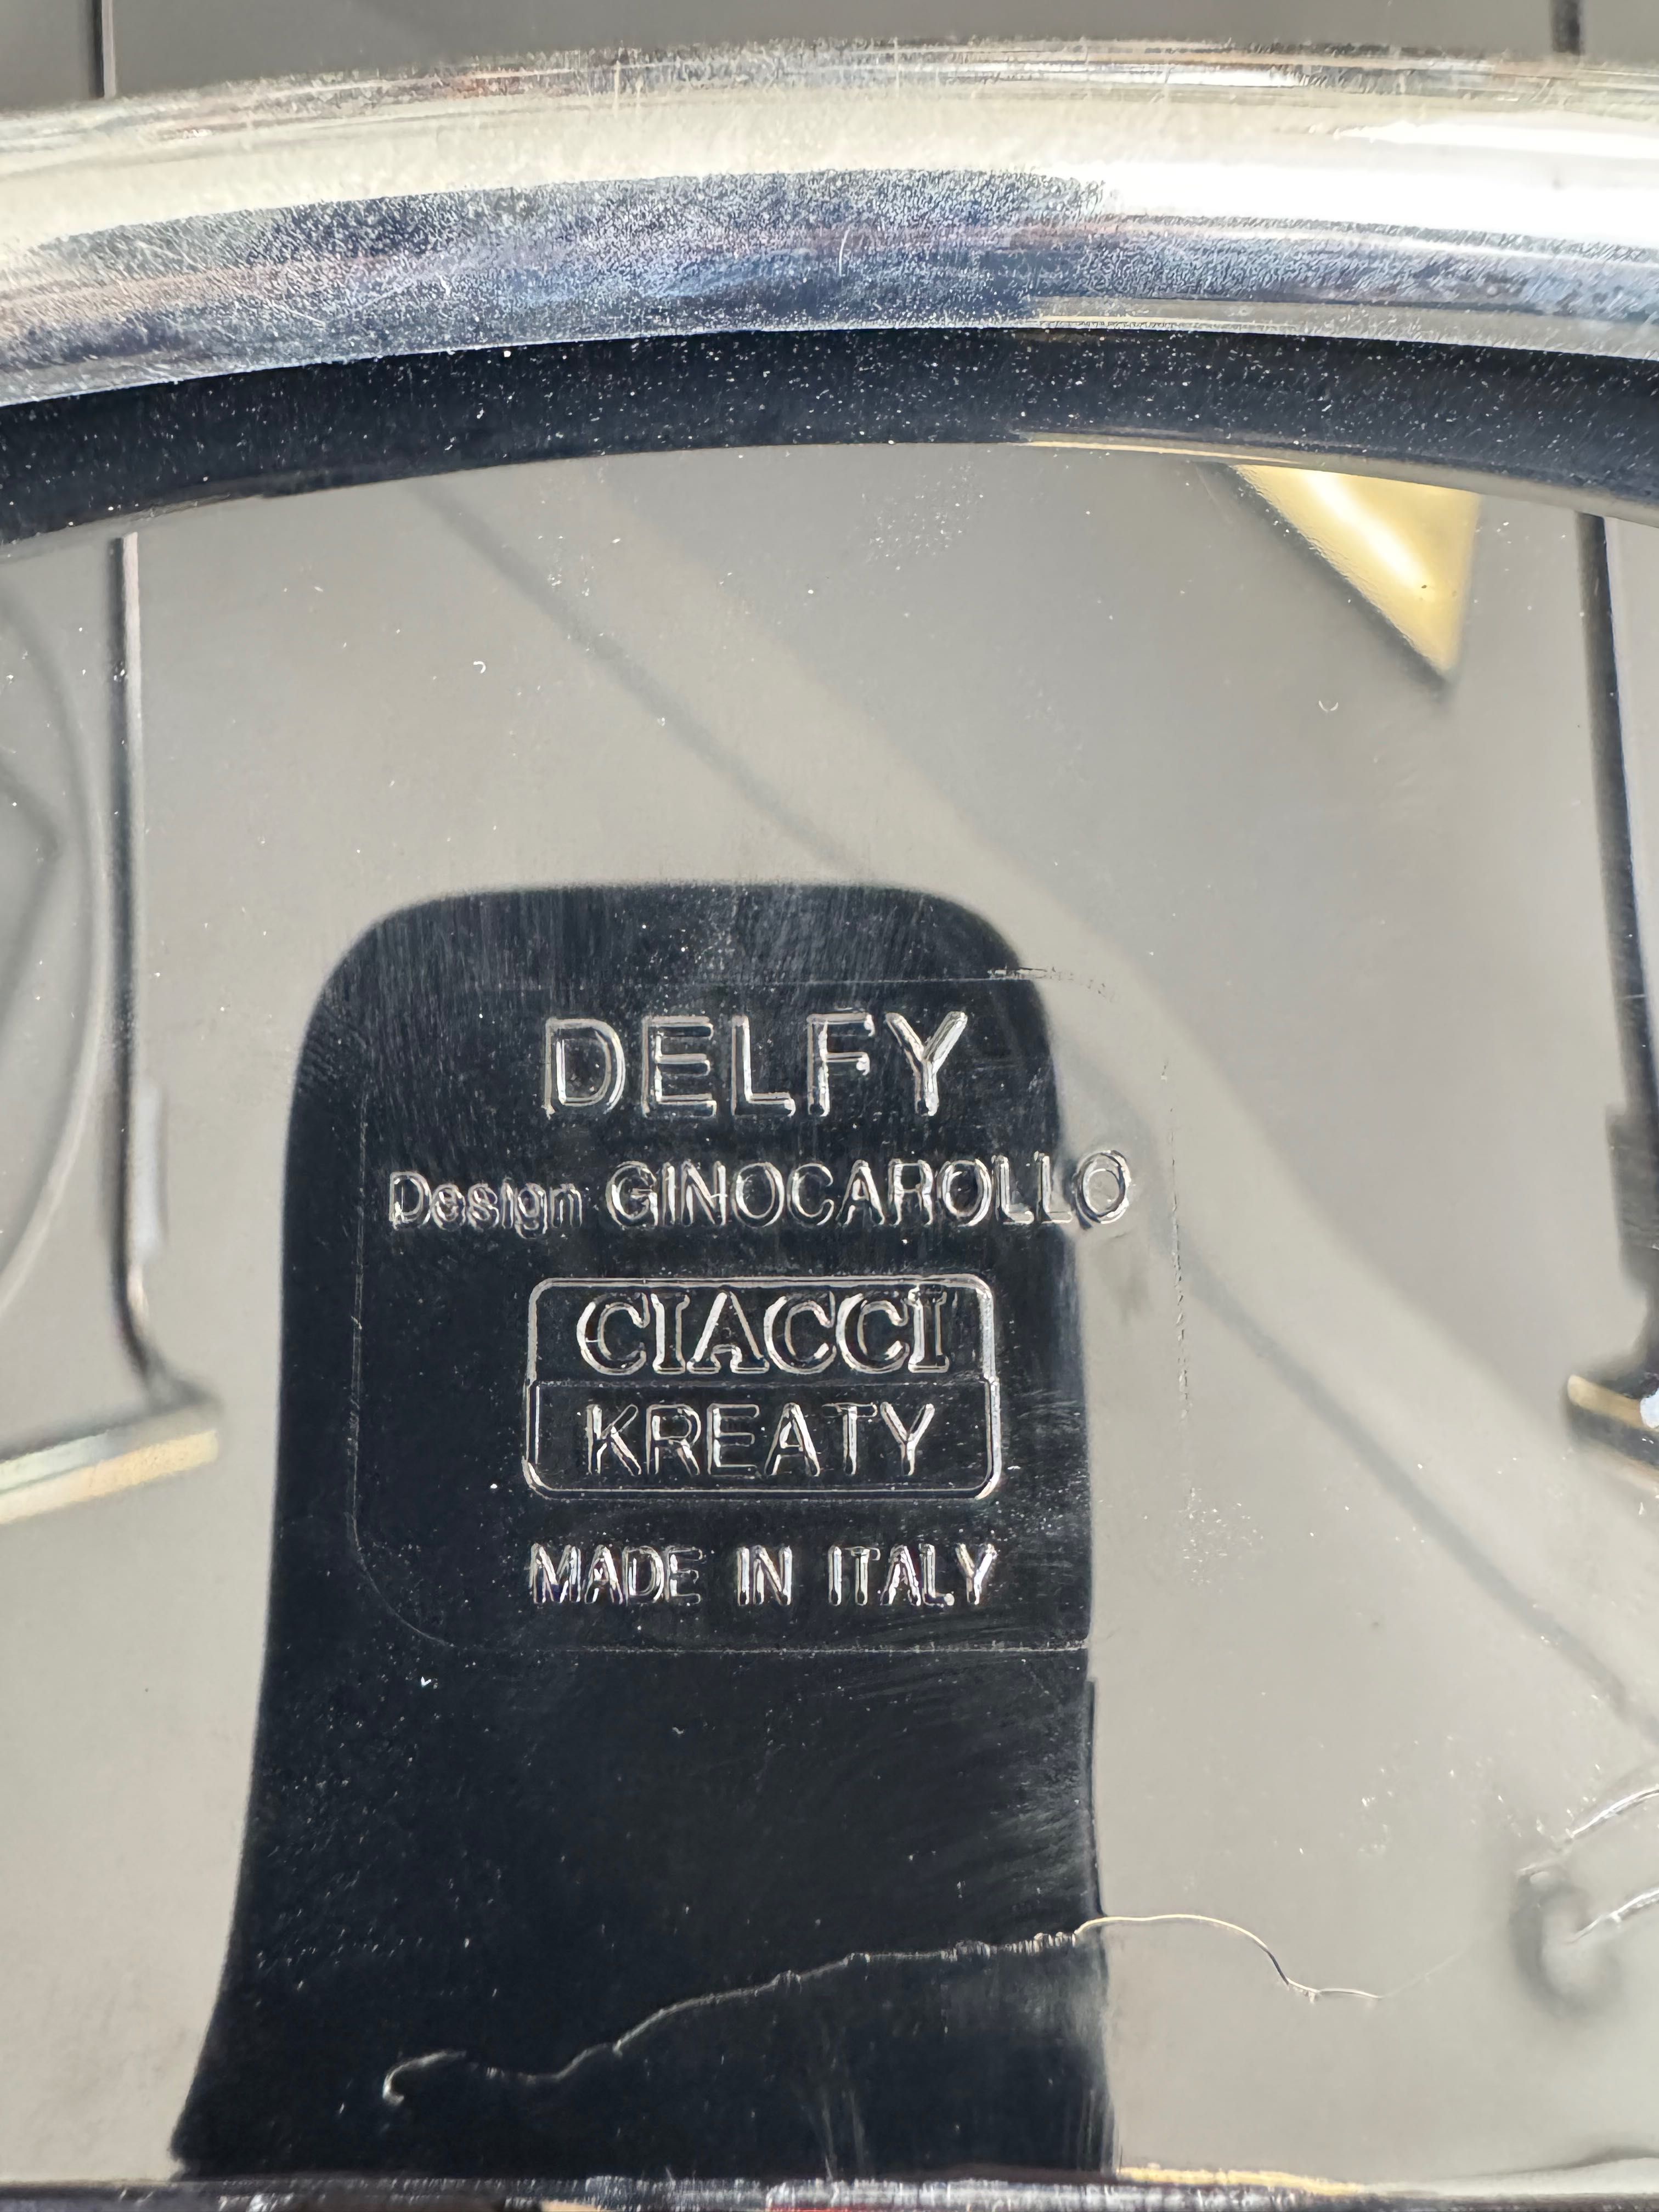 DELFY
Design GINOCAROLLO
CIACCI
KREATY
MADE IN ITALY